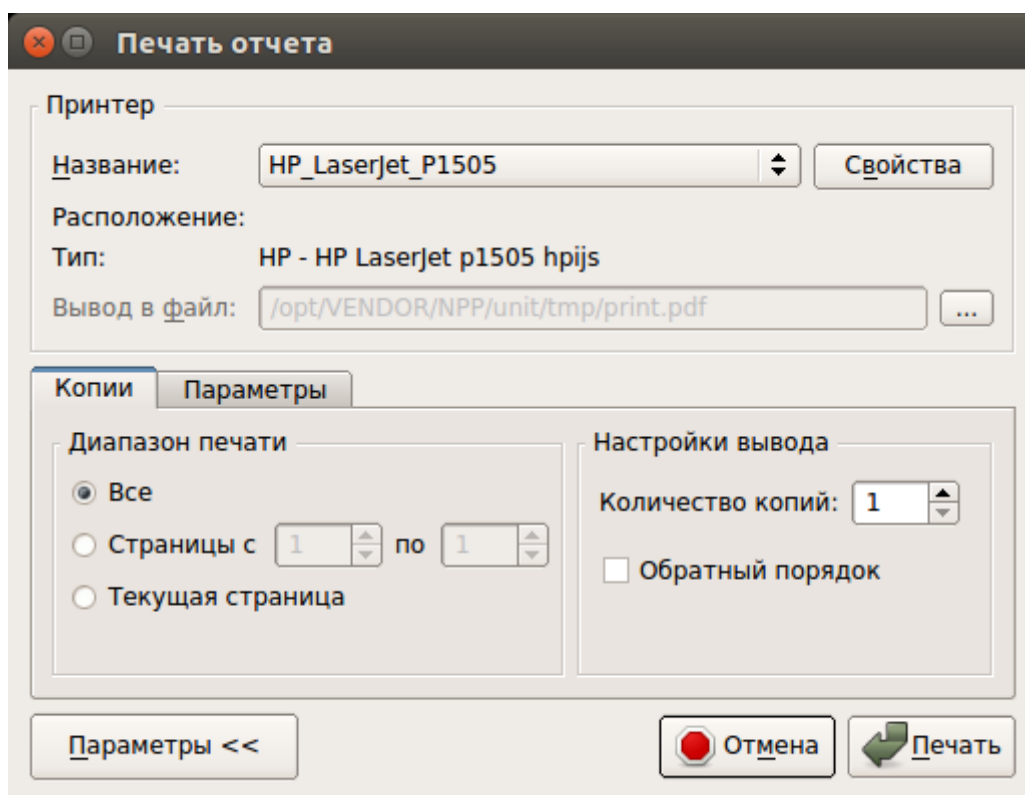 Печать отчета
Принтер
Название: HP_LaserJet_P1505 Свойства
Расположение:
Тип: HP - HP LaserJet p1505 hpijs
Вывод в файл: /opt/VENDOR/NPP/unit/tmp/print.pdf ...
Копии Параметры
Диапазон печати Настройки вывода
Все
Количество копий: 1
Страницы с 1 по 1
Обратный порядок
Текущая страница
Параметры << Отмена Печать